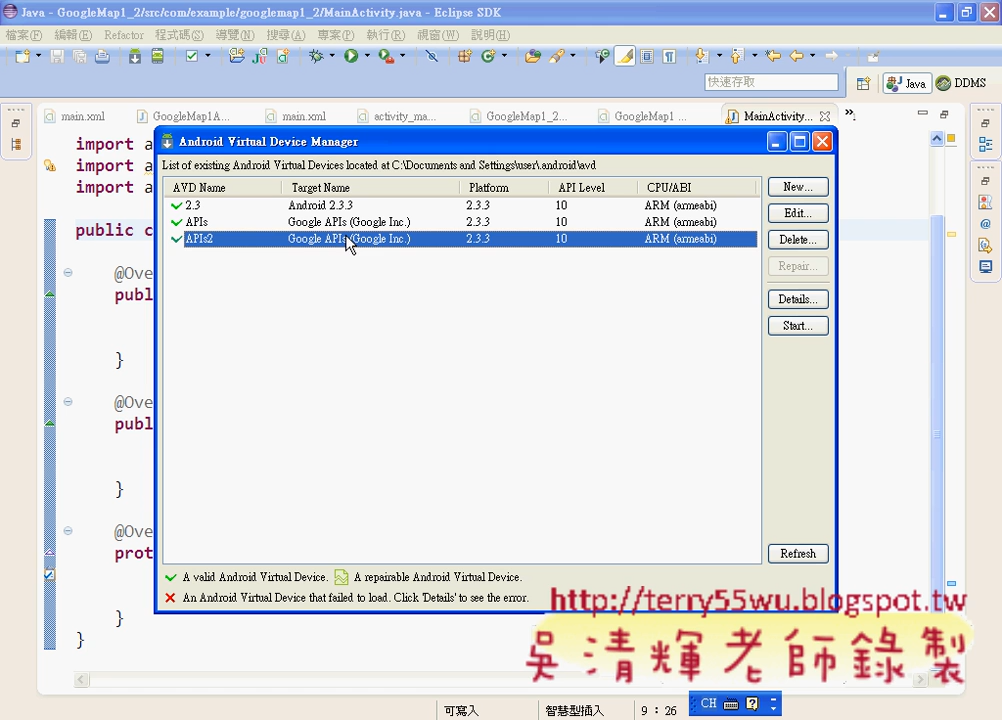 Java - GoogleMap1_2/src/com/example/googlemap1_2/MainActivity.java - Eclipse SDK
檔案(F) 編輯(E) Refactor 程式碼(S) 導覽(N) 搜尋(A) 專案(P) 執行(R) 視窗(W) 說明(H)
快速存取 Java DDMS
main.xml GoogleMap1A... main.xml activity_ma... GoogleMap1_2... GoogleMap1 ... MainActivity...
import a
import a
import a
public c
@Ove
publ
}
@Ove
publ
}
@Ove
prot
}
}
Android Virtual Device Manager
List of existing Android Virtual Devices located at C:\Documents and Settings\user\.android\avd
AVD Name Target Name Platform API Level CPU/ABI
2.3 Android 2.3.3 2.3.3 10 ARM (armeabi)
APIs Google APIs (Google Inc.) 2.3.3 10 ARM (armeabi)
APIs2 Google APIs (Google Inc.) 2.3.3 10 ARM (armeabi)
New...
Edit...
Delete...
Repair...
Details...
Start...
Refresh
A valid Android Virtual Device. A repairable Android Virtual Device.
An Android Virtual Device that failed to load. Click 'Details' to see the error.
http://terry55wu.blogspot.tw
吳清輝老師錄製
可寫入 智慧型插入 9 : 26 CH